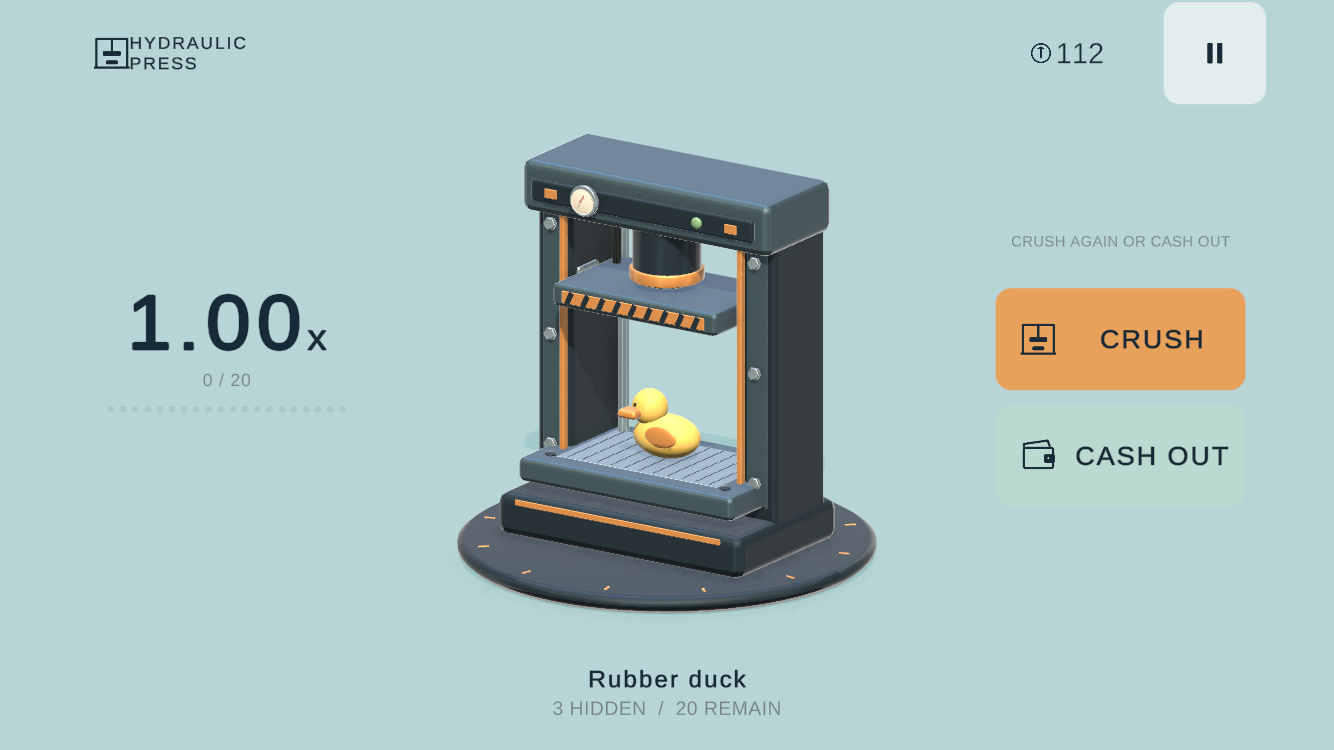 HYDRAULIC
PRESS
112
1.00x
0 / 20
CRUSH AGAIN OR CASH OUT
CRUSH
CASH OUT
Rubber duck
3 HIDDEN / 20 REMAIN